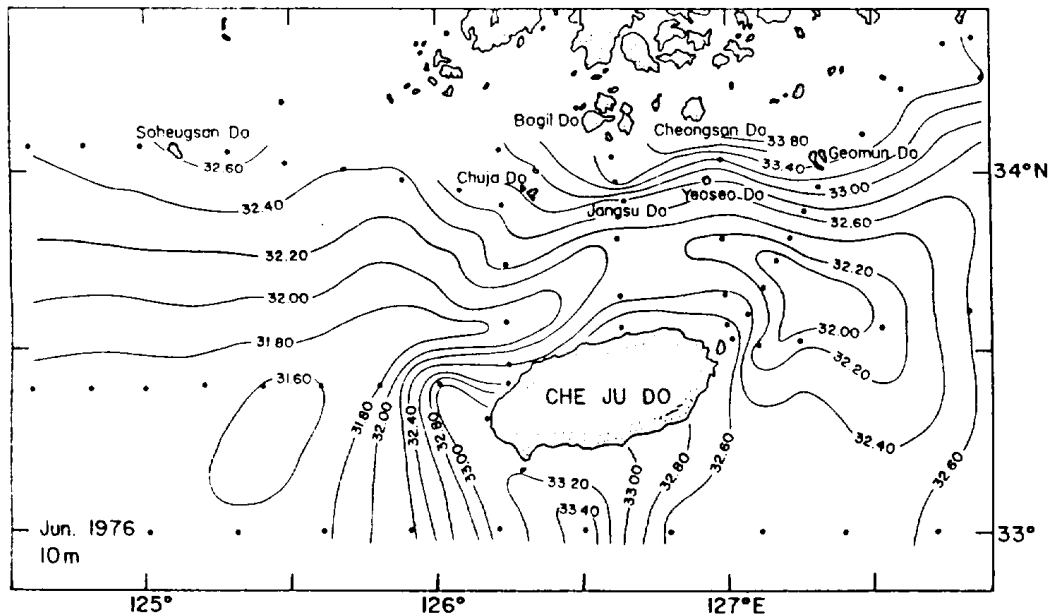 Soheugsan Do
Bagil Do
Cheongsan Do
33.80
Geomun Do
33.40
32.60
34°N
Chuja Do
Yeoseo Do
33.00
32.40
Jangsu Do
32.60
32.20
32.20
32.00
32.00
31.80
32.20
31.60
CHE JU DO
31.80
32.00
32.40
32.80
33.00
32.40
32.60
32.80
33.00
32.60
33.20
33.40
Jun. 1976
10m
33°
125°
126°
127°E